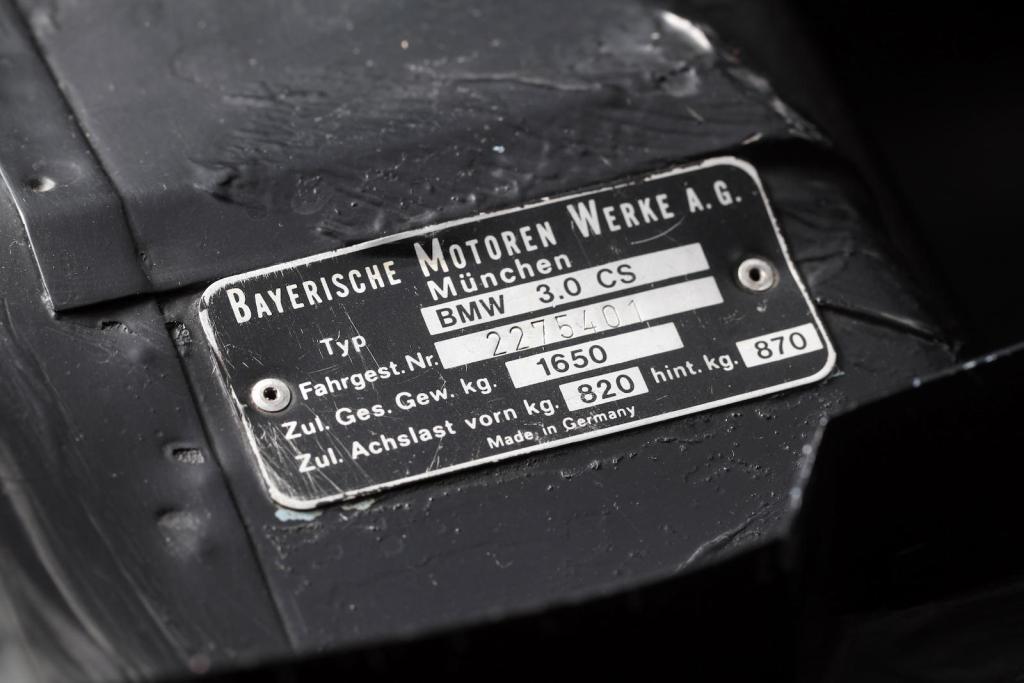 BAYERISCHE MOTOREN WERKE A.G.
München
Typ BMW 3.0 CS
Fahrgest. Nr. 2275401
Zul. Ges. Gew. kg. 1650
Zul. Achslast vorn kg. 820 hint. kg. 870
Made in Germany